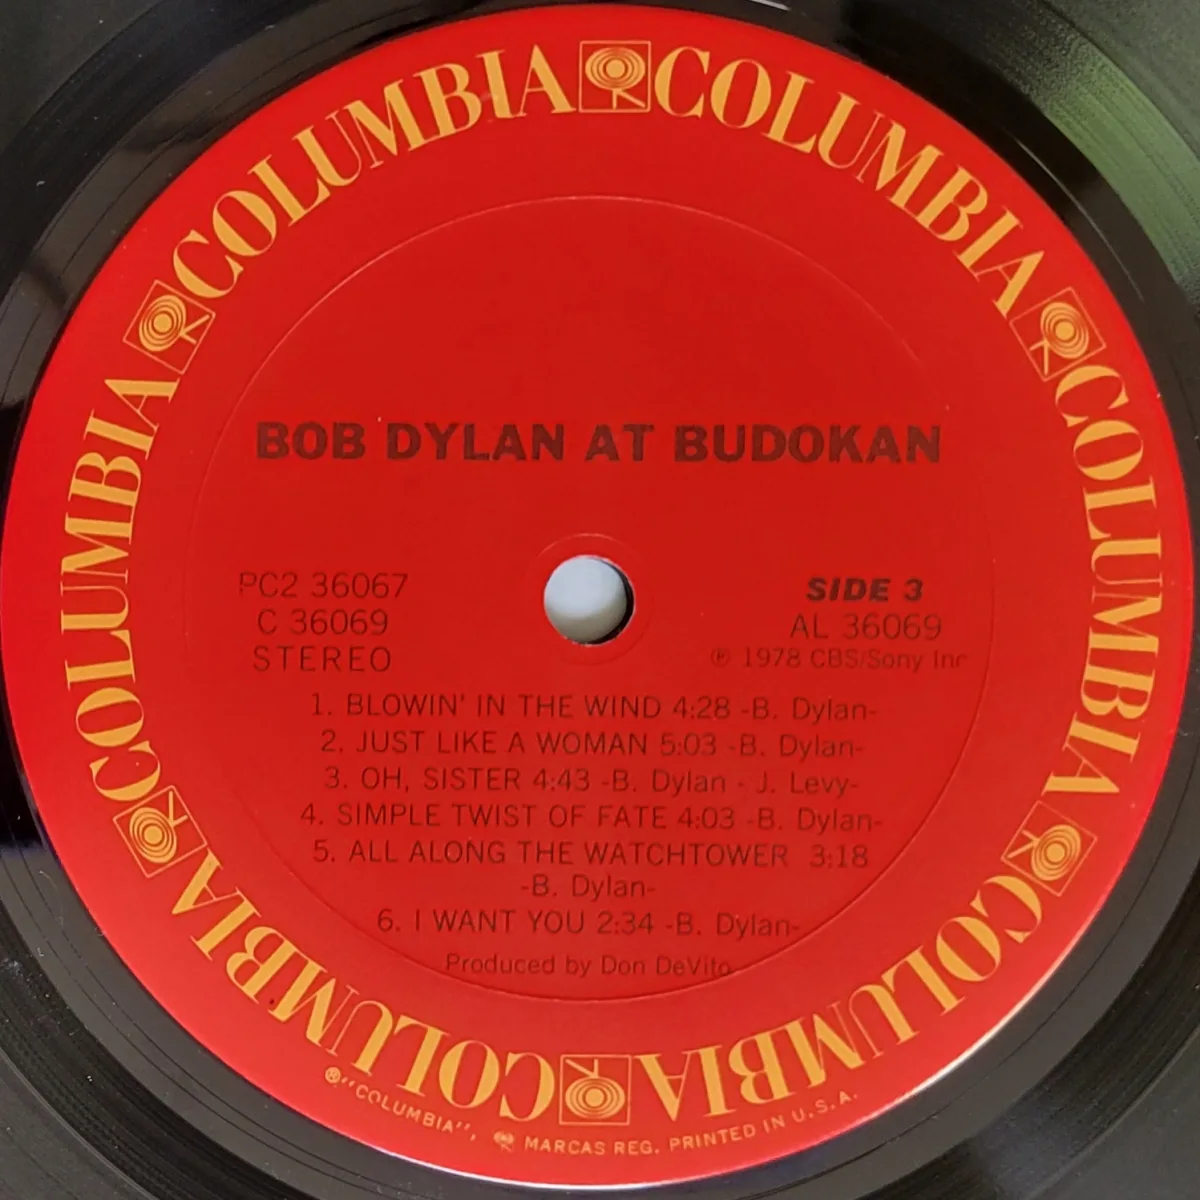 COLUMBIA COLUMBIA COLUMBIA COLUMBIA COLUMBIA COLUMBIA
BOB DYLAN AT BUDOKAN
PC2 36067
C 36069
STEREO
SIDE 3
AL 36069
℗ 1978 CBS/Sony Inc
1. BLOWIN' IN THE WIND 4:28 -B. Dylan-
2. JUST LIKE A WOMAN 5:03 -B. Dylan-
3. OH, SISTER 4:43 -B. Dylan - J. Levy-
4. SIMPLE TWIST OF FATE 4:03 -B. Dylan-
5. ALL ALONG THE WATCHTOWER 3:18
-B. Dylan-
6. I WANT YOU 2:34 -B. Dylan-
Produced by Don DeVito
®"COLUMBIA", MARCAS REG. PRINTED IN U.S.A.